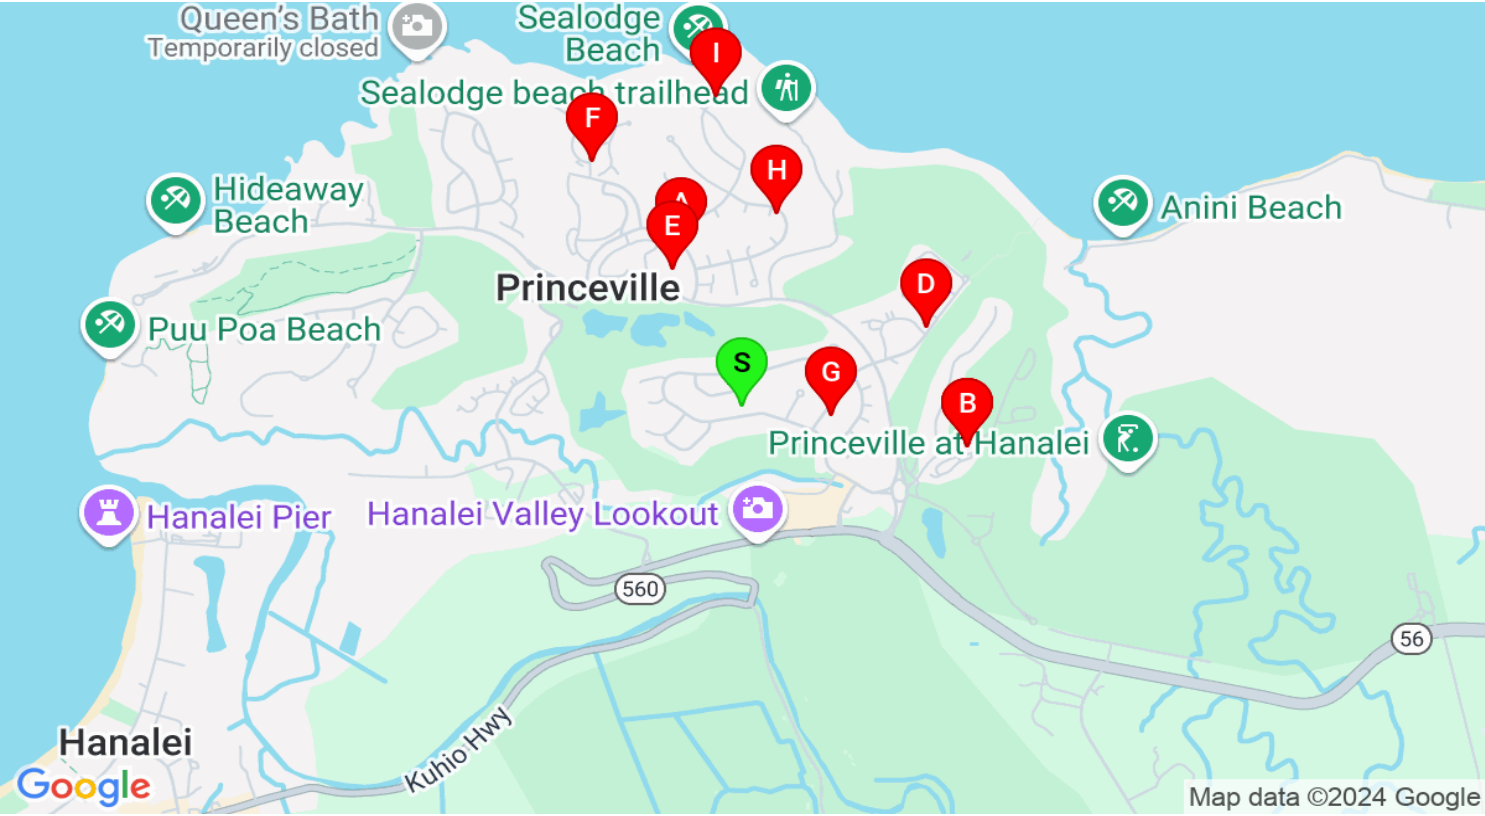 Queen's Bath
Temporarily closed
Sealodge
Beach
I
Sealodge beach trailhead
F
H
Hideaway
Beach
A
E
Anini Beach
Princeville
D
Puu Poa Beach
S
G
B
Princeville at Hanalei
Hanalei Pier
Hanalei Valley Lookout
560
56
Kuhio Hwy
Hanalei
Google
Map data ©2024 Google